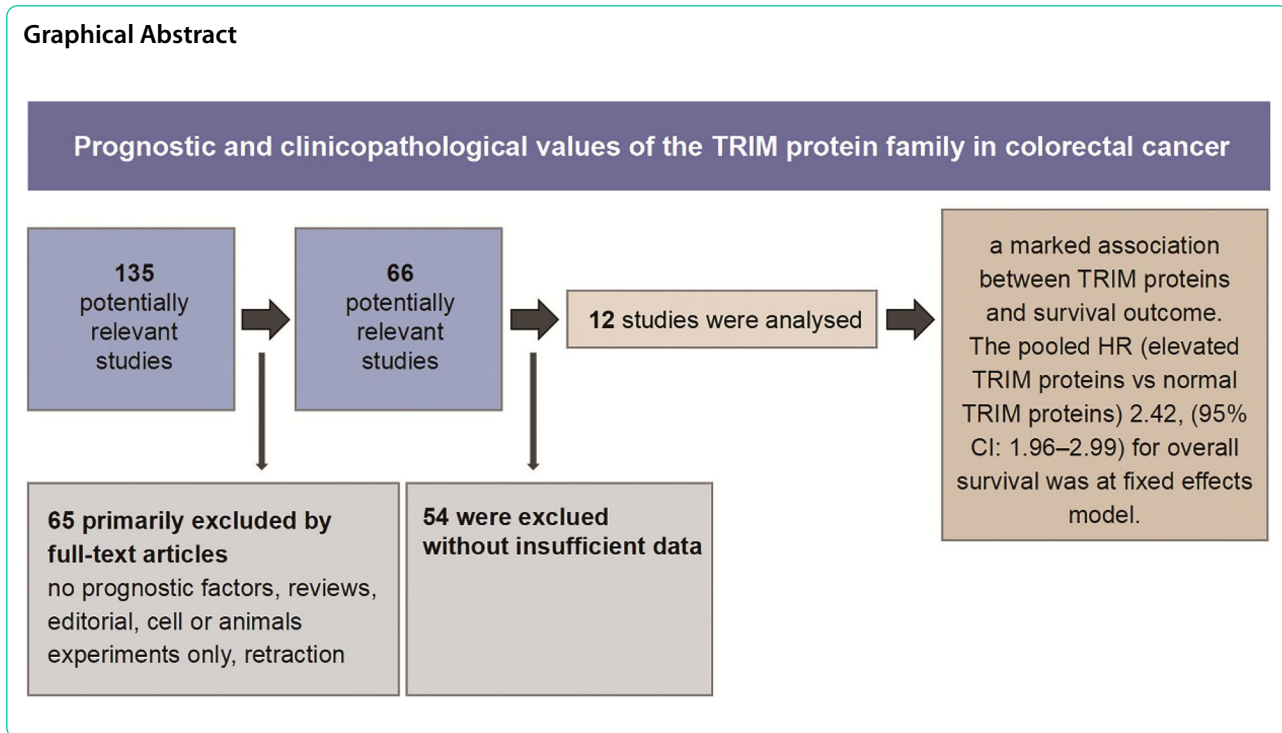 Graphical Abstract
Prognostic and clinicopathological values of the TRIM protein family in colorectal cancer
135
potentially
relevant
studies
66
potentially
relevant
studies
12 studies were analysed
a marked association
between TRIM proteins
and survival outcome.
The pooled HR (elevated
TRIM proteins vs normal
TRIM proteins) 2.42, (95%
CI: 1.96–2.99) for overall
survival was at fixed effects
model.
65 primarily excluded by
full-text articles
no prognostic factors, reviews,
editorial, cell or animals
experiments only, retraction
54 were exclued
without insufficient data